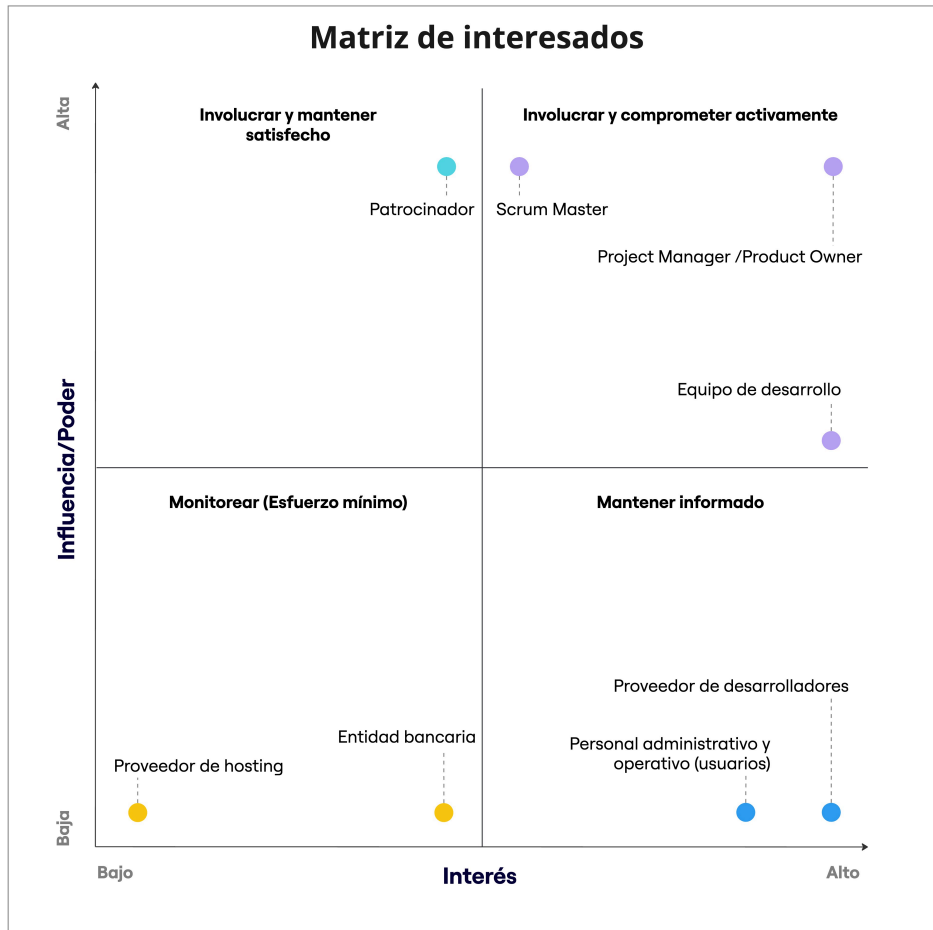 Matriz de interesados
Alta
Involucrar y mantener
satisfecho
Involucrar y comprometer activamente
Patrocinador
Scrum Master
Project Manager /Product Owner
Equipo de desarrollo
Influencia/Poder
Monitorear (Esfuerzo mínimo)
Mantener informado
Proveedor de desarrolladores
Entidad bancaria
Personal administrativo y
operativo (usuarios)
Proveedor de hosting
Baja
Bajo
Interés
Alto